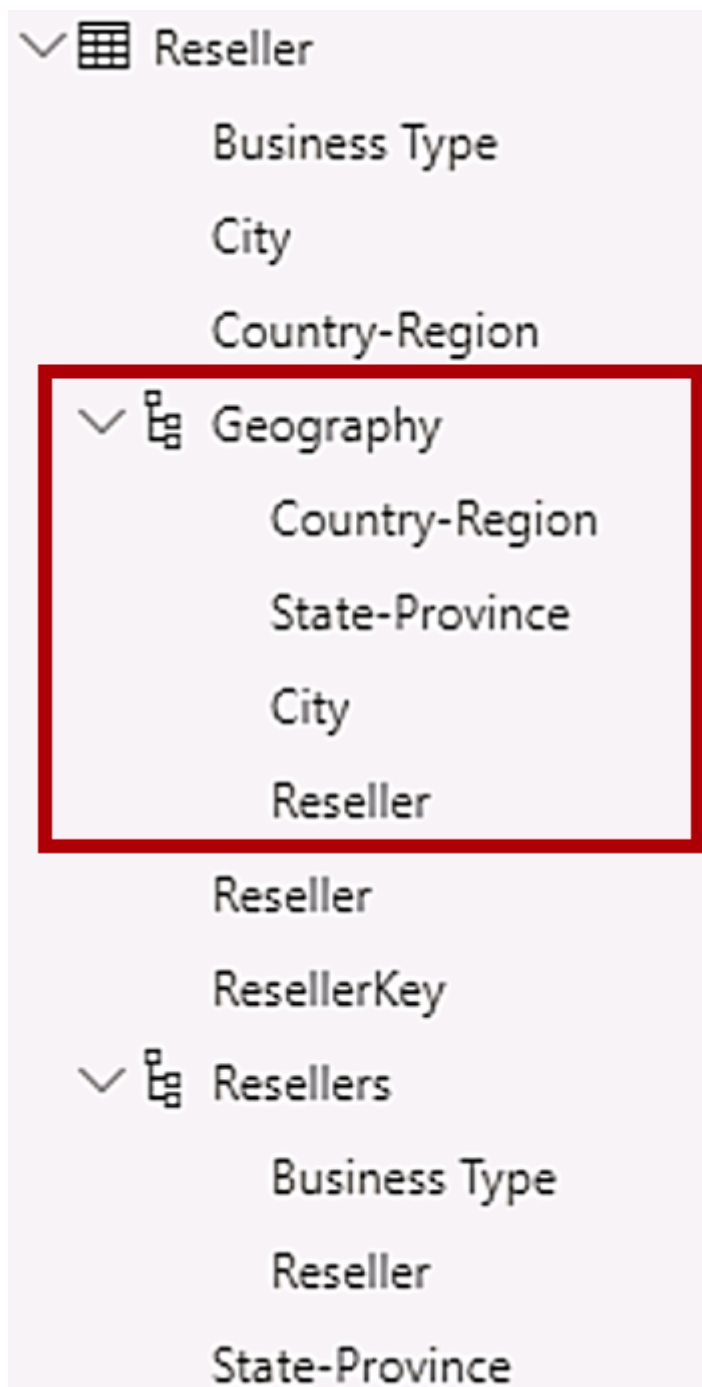 Reseller
Business Type
City
Country-Region
Geography
Country-Region
State-Province
City
Reseller
Reseller
ResellerKey
Resellers
Business Type
Reseller
State-Province